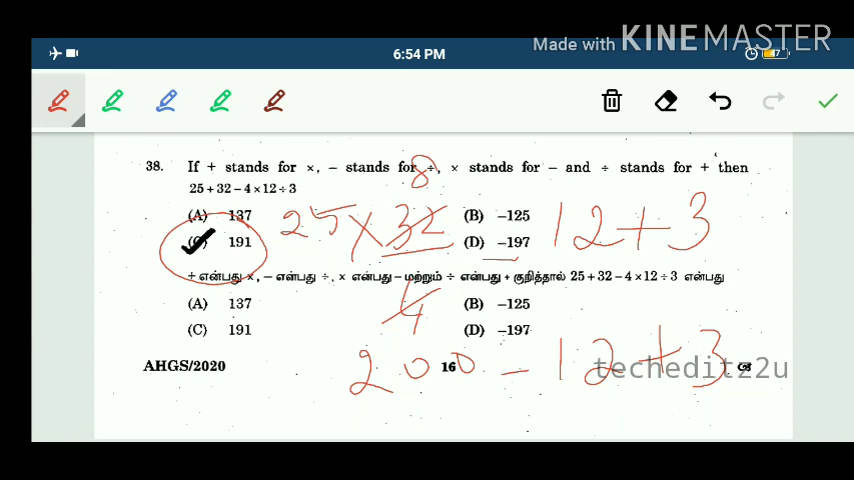 Made with KINEMASTER
6:54 PM
47
38. If + stands for ×, − stands for ÷, × stands for − and ÷ stands for + then
25 + 32 − 4 × 12 ÷ 3
(A) 137 (B) −125
(C) 191 (D) −197
8
25 × 32 − 12 + 3
+ என்பது ×, − என்பது ÷, × என்பது − மற்றும் ÷ என்பது + குறித்தால் 25 + 32 − 4 × 12 ÷ 3 என்பது
4
(A) 137 (B) −125
(C) 191 (D) −197
200 − 12 + 3
AHGS/2020 16
techeditz2u